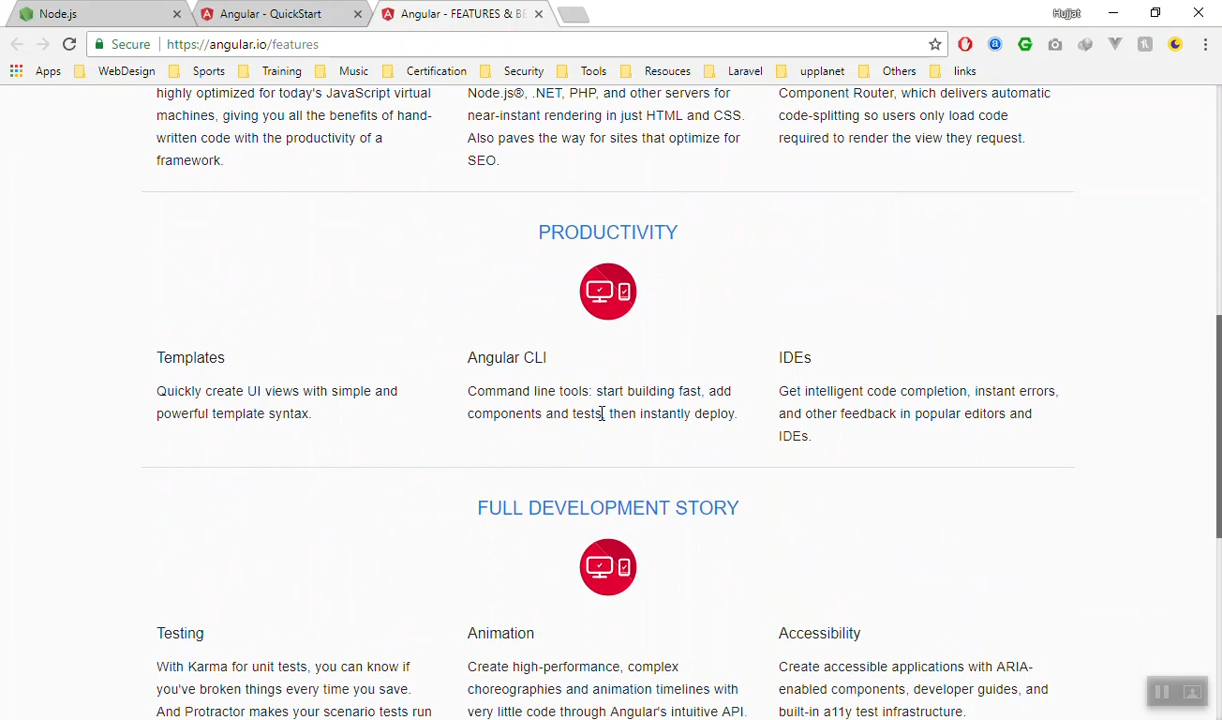 Node.js
Angular - QuickStart
Angular - FEATURES & BE
Hujjat
Secure
https://angular.io/features
Apps
WebDesign
Sports
Training
Music
Certification
Security
Tools
Resouces
Laravel
upplanet
Others
links
highly optimized for today's JavaScript virtual
machines, giving you all the benefits of hand-
written code with the productivity of a
framework.
Node.js®, .NET, PHP, and other servers for
near-instant rendering in just HTML and CSS.
Also paves the way for sites that optimize for
SEO.
Component Router, which delivers automatic
code-splitting so users only load code
required to render the view they request.
PRODUCTIVITY
Templates
Quickly create UI views with simple and
powerful template syntax.
Angular CLI
Command line tools: start building fast, add
components and tests, then instantly deploy.
IDEs
Get intelligent code completion, instant errors,
and other feedback in popular editors and
IDEs.
FULL DEVELOPMENT STORY
Testing
With Karma for unit tests, you can know if
you've broken things every time you save.
And Protractor makes your scenario tests run
Animation
Create high-performance, complex
choreographies and animation timelines with
very little code through Angular's intuitive API.
Accessibility
Create accessible applications with ARIA-
enabled components, developer guides, and
built-in a11y test infrastructure.